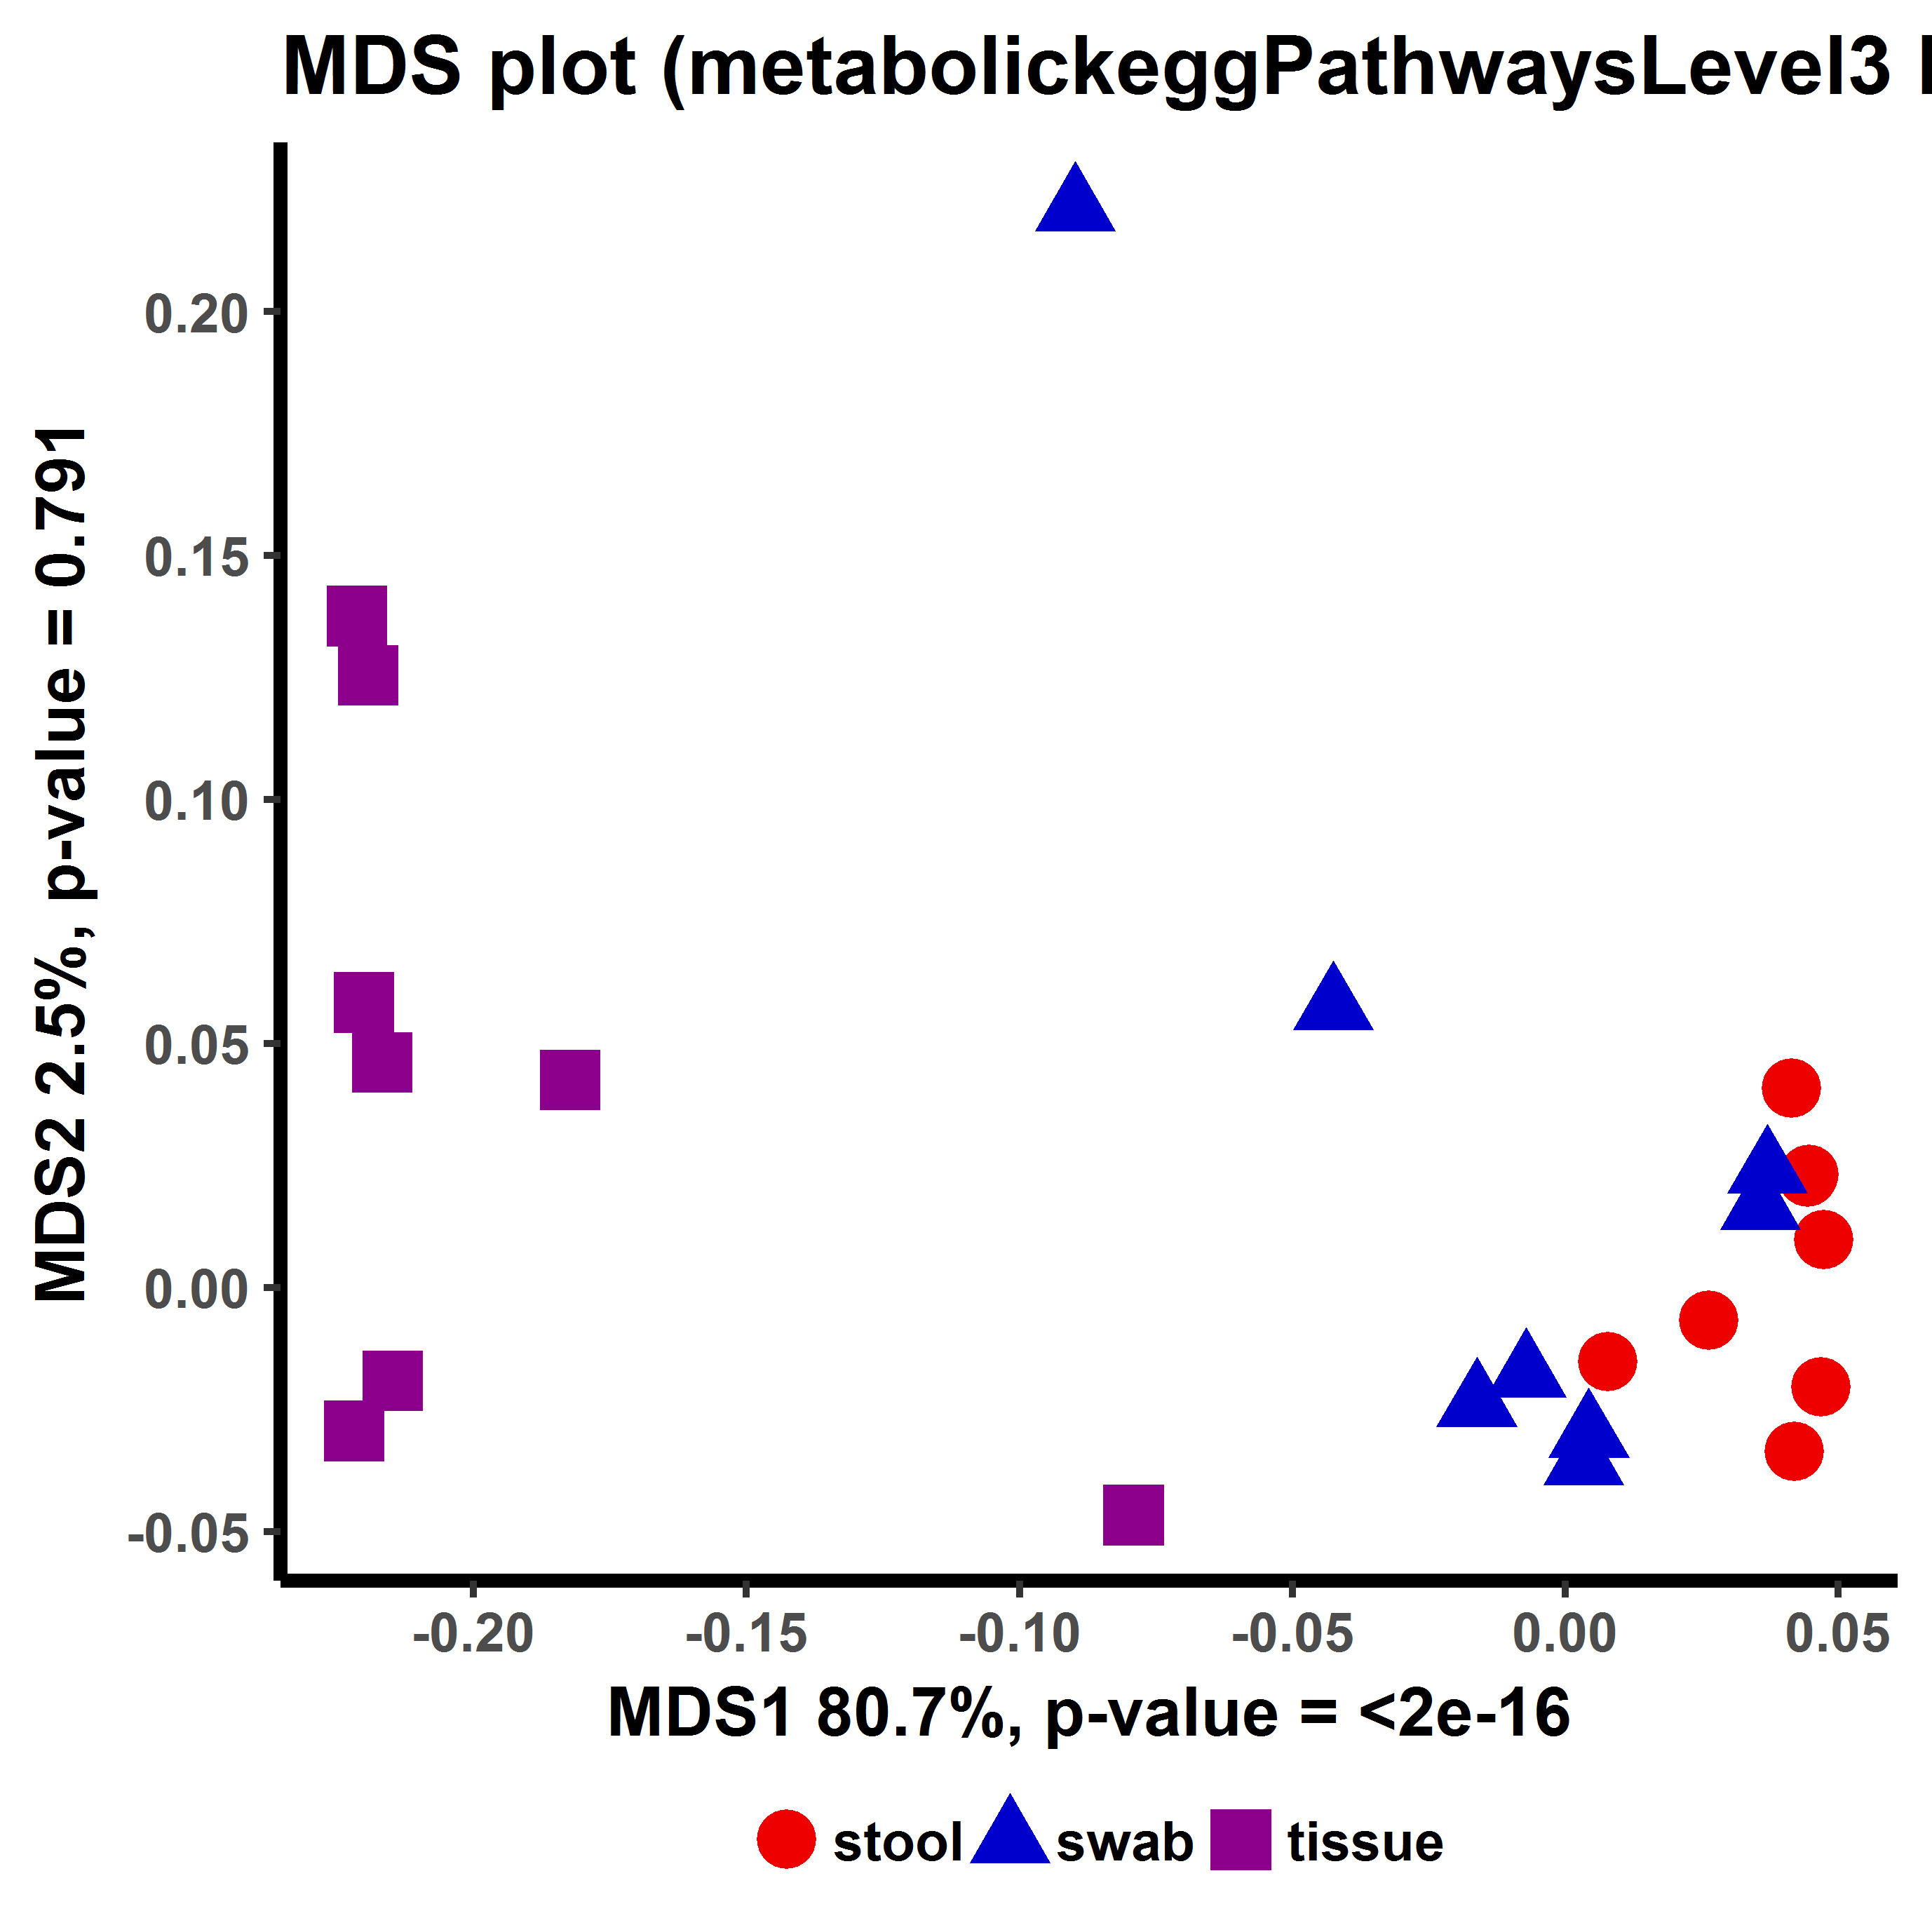 MDS plot (metabolickeggPathwaysLevel3
MDS2 2.5%, p-value = 0.791
0.20
0.15
0.10
0.05
0.00
-0.05
-0.20 -0.15 -0.10 -0.05 0.00 0.05
MDS1 80.7%, p-value = <2e-16
stool swab tissue